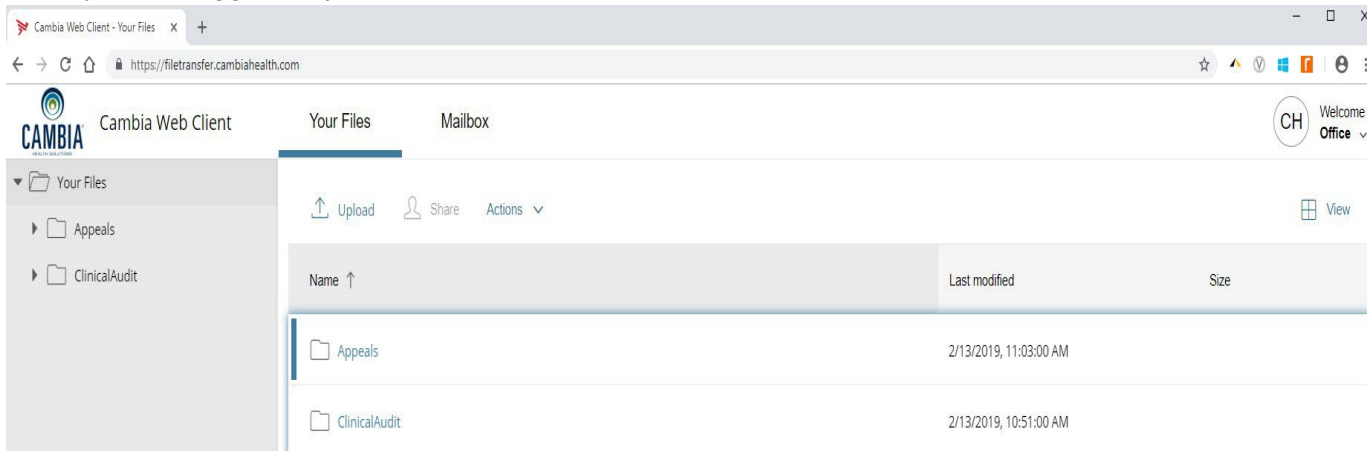 Cambia Web Client - Your Files X +
https://filetransfer.cambiahealth.com
CAMBIA Cambia Web Client Your Files Mailbox CH Welcome
Office
Your Files
Upload Share Actions View
Appeals
ClinicalAudit
Name ↑ Last modified Size
Appeals 2/13/2019, 11:03:00 AM
ClinicalAudit 2/13/2019, 10:51:00 AM